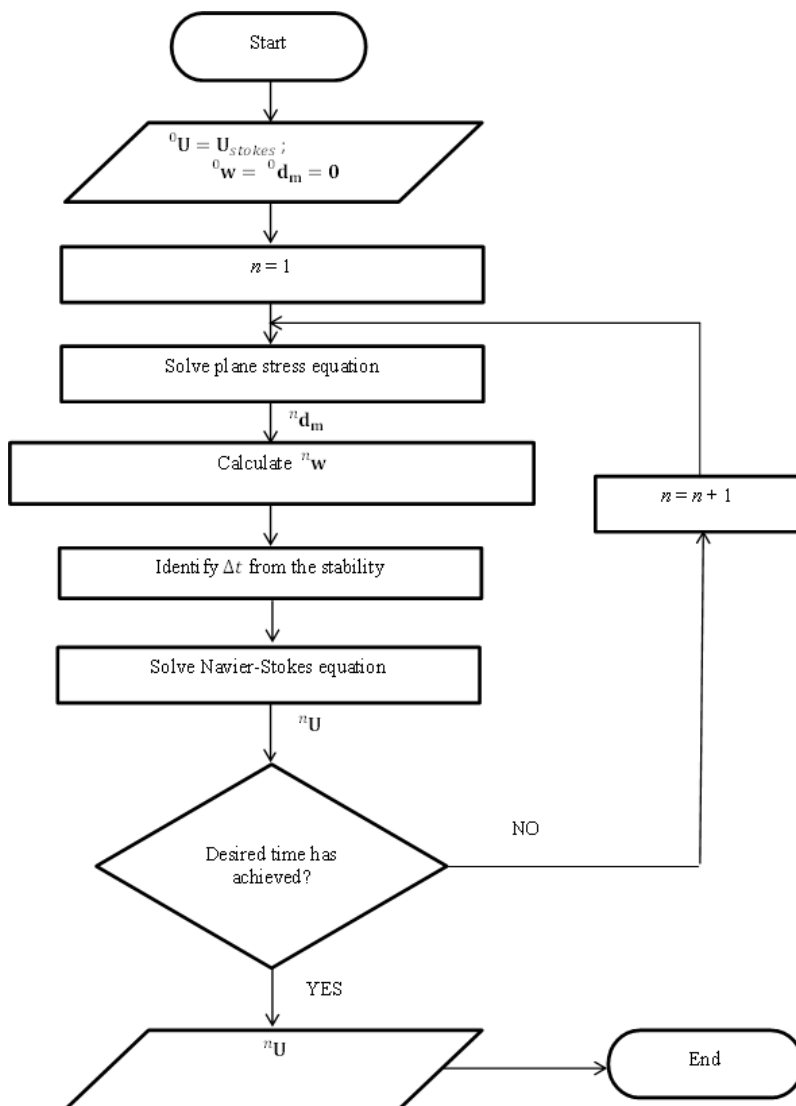 Start
⁰U = U_stokes ;
⁰w = ⁰d_m = 0
n = 1
Solve plane stress equation
ⁿd_m
Calculate ⁿw
n = n + 1
Identify Δt from the stability
Solve Navier-Stokes equation
ⁿU
Desired time has
achieved?
NO
YES
ⁿU
End